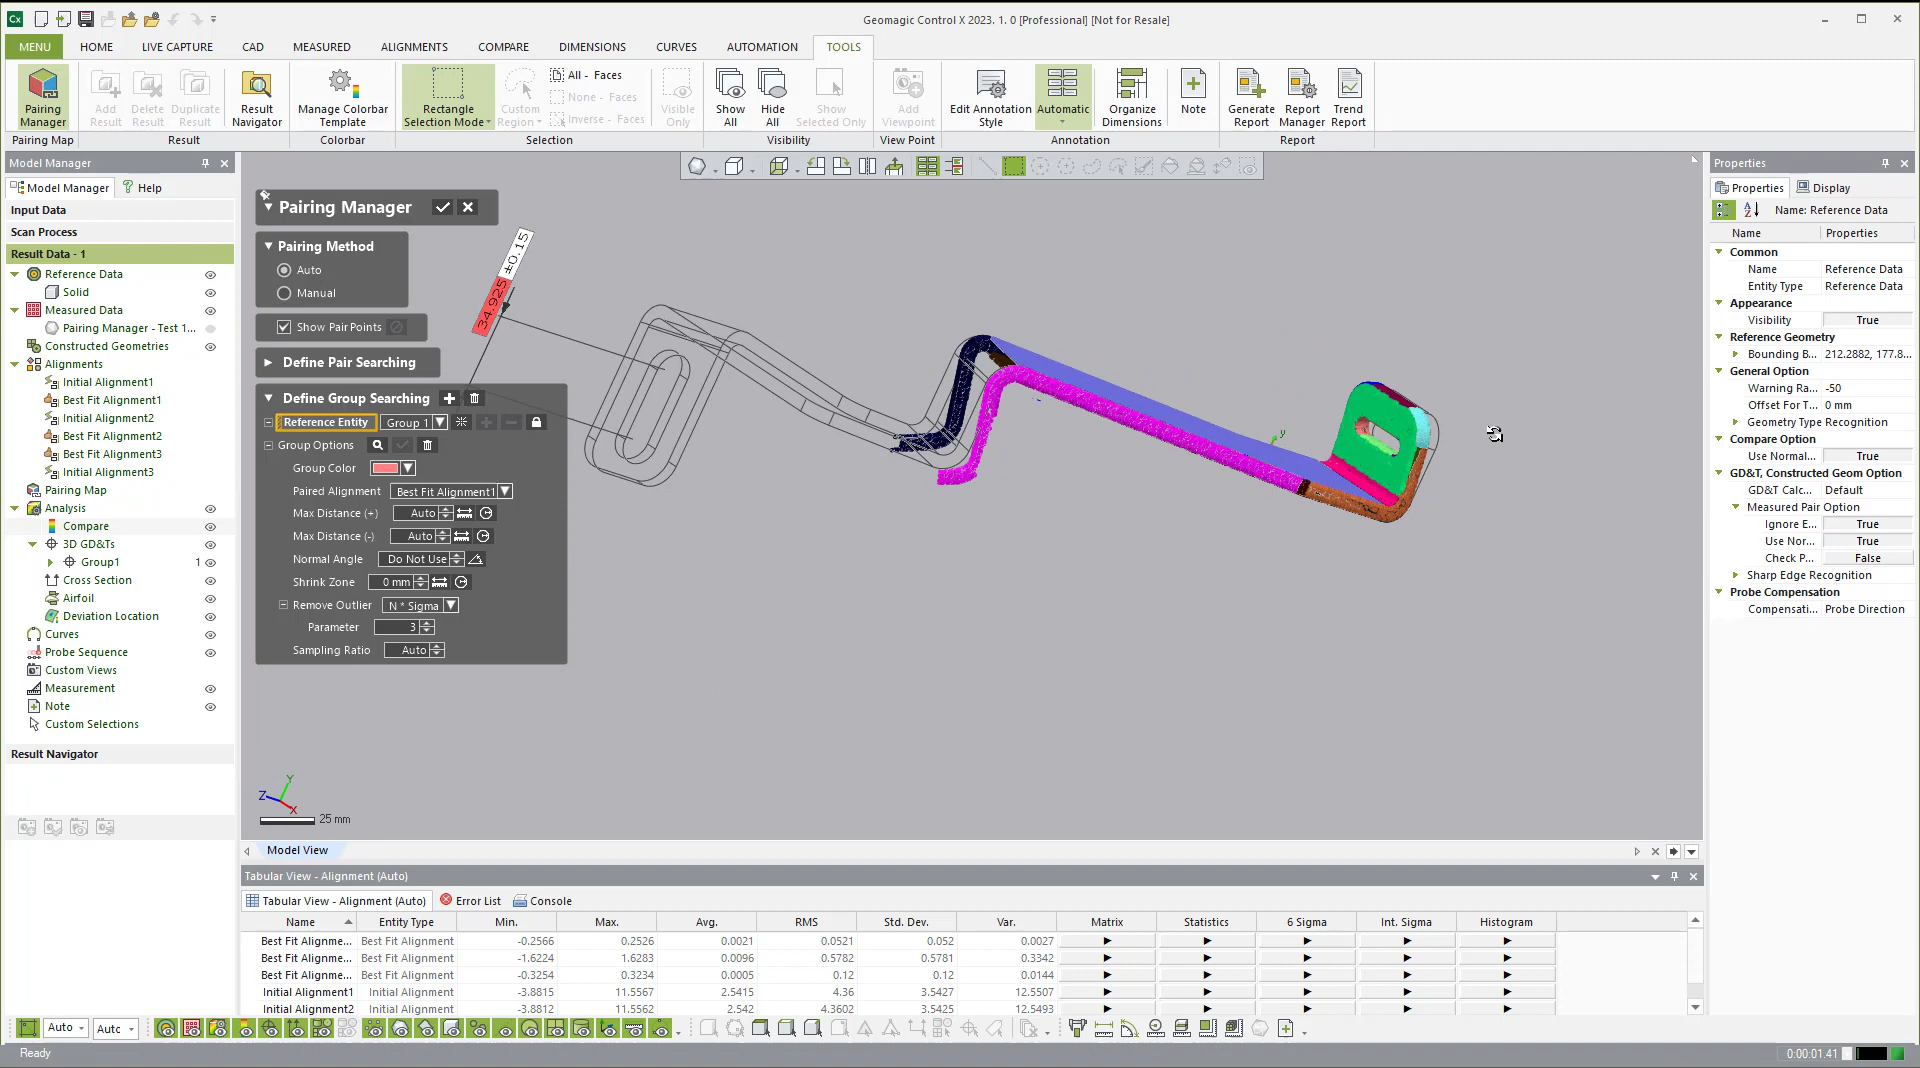 Cx
Geomagic Control X 2023. 1. 0 [Professional] [Not for Resale]
MENU HOME LIVE CAPTURE CAD MEASURED ALIGNMENTS COMPARE DIMENSIONS CURVES AUTOMATION TOOLS
Pairing Manager
Add Result
Delete Result
Duplicate Result
Result Navigator
Manage Colorbar Template
Rectangle Selection Mode
Custom Region
All - Faces
None - Faces
Inverse - Faces
Visible Only
Show All
Hide All
Show Selected Only
Add Viewpoint
Edit Annotation Style
Automatic
Organize Dimensions
Note
Generate Report
Report Manager
Trend Report
Pairing Map Result Colorbar Selection Visibility View Point Annotation Report
Model Manager
Model Manager Help
Input Data
Scan Process
Result Data - 1
Reference Data
Solid
Measured Data
Pairing Manager - Test 1...
Constructed Geometries
Alignments
Initial Alignment1
Best Fit Alignment1
Initial Alignment2
Best Fit Alignment2
Best Fit Alignment3
Initial Alignment3
Pairing Map
Analysis
Compare
3D GD&Ts
Group1 1
Cross Section
Airfoil
Deviation Location
Curves
Probe Sequence
Custom Views
Measurement
Note
Custom Selections
Result Navigator
Pairing Manager
Pairing Method
Auto
Manual
Show Pair Points
Define Pair Searching
Define Group Searching
Reference Entity Group 1
Group Options
Group Color
Paired Alignment Best Fit Alignment1
Max Distance (+) Auto
Max Distance (-) Auto
Normal Angle Do Not Use
Shrink Zone 0 mm
Remove Outlier N * Sigma
Parameter 3
Sampling Ratio Auto
34.925 ±0.15
y
Y
Z
X
25 mm
Properties
Properties Display
Name: Reference Data
Name Properties
Common
Name Reference Data
Entity Type Reference Data
Appearance
Visibility True
Reference Geometry
Bounding B... 212.2882, 177.8...
General Option
Warning Ra... -50
Offset For T... 0 mm
Geometry Type Recognition
Compare Option
Use Normal... True
GD&T, Constructed Geom Option
GD&T Calc... Default
Measured Pair Option
Ignore E... True
Use Nor... True
Check P... False
Sharp Edge Recognition
Probe Compensation
Compensati... Probe Direction
Model View
Tabular View - Alignment (Auto)
Tabular View - Alignment (Auto) Error List Console
Name Entity Type Min. Max. Avg. RMS Std. Dev. Var. Matrix Statistics 6 Sigma Int. Sigma Histogram
Best Fit Alignme... Best Fit Alignment -0.2566 0.2526 0.0021 0.0521 0.052 0.0027
Best Fit Alignme... Best Fit Alignment -1.6224 1.6283 0.0096 0.5782 0.5781 0.3342
Best Fit Alignme... Best Fit Alignment -0.3254 0.3234 0.0005 0.12 0.12 0.0144
Initial Alignment1 Initial Alignment -3.8815 11.5567 2.5415 4.36 3.5427 12.5507
Initial Alignment2 Initial Alignment -3.8812 11.5562 2.542 4.3602 3.5425 12.5493
Auto Autc
Ready
0:00:01.41